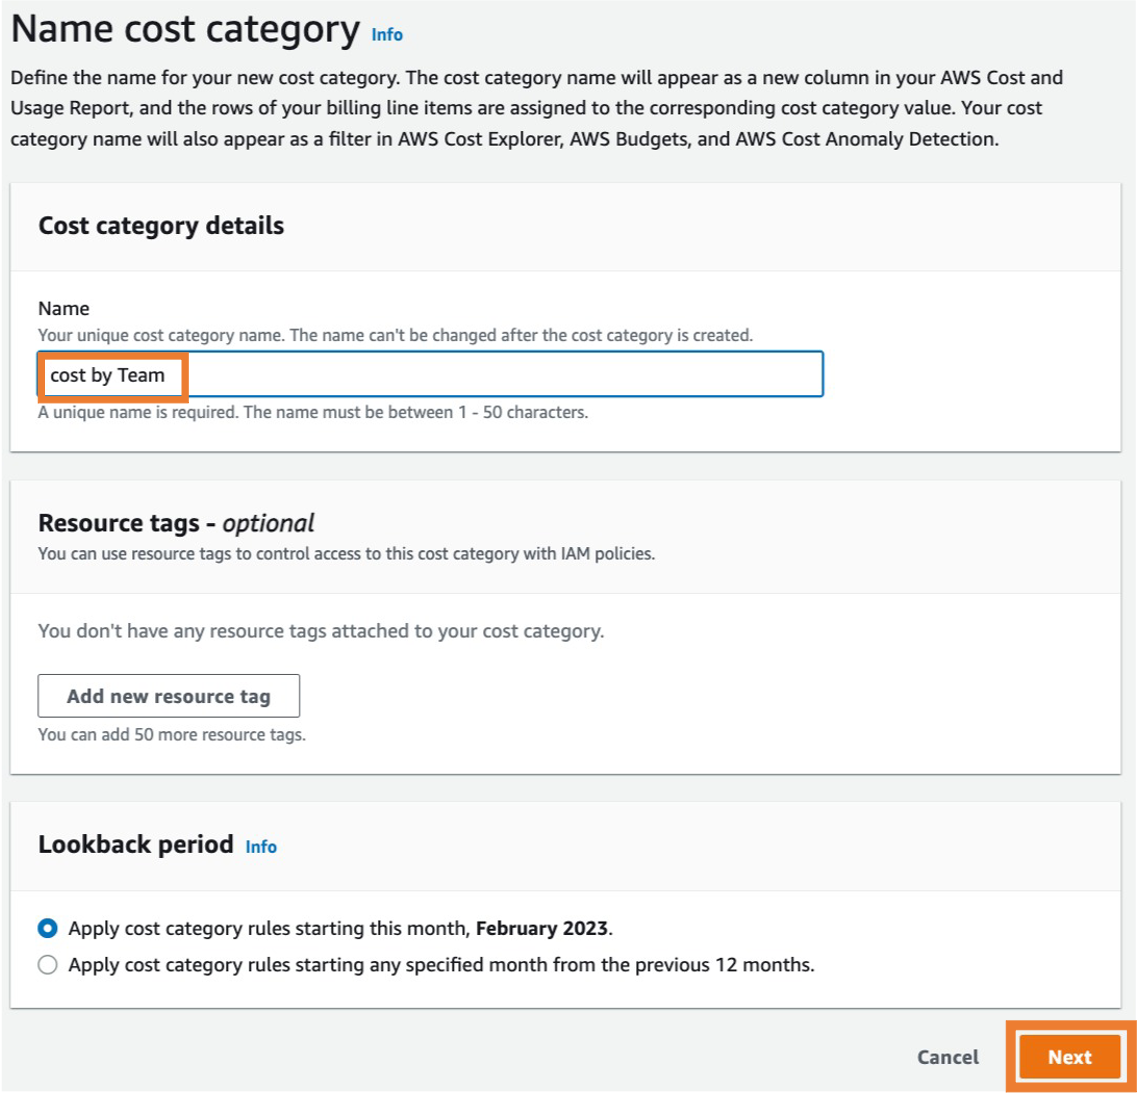 Name cost category Info
Define the name for your new cost category. The cost category name will appear as a new column in your AWS Cost and
Usage Report, and the rows of your billing line items are assigned to the corresponding cost category value. Your cost
category name will also appear as a filter in AWS Cost Explorer, AWS Budgets, and AWS Cost Anomaly Detection.
Cost category details
Name
Your unique cost category name. The name can't be changed after the cost category is created.
cost by Team
A unique name is required. The name must be between 1 - 50 characters.
Resource tags - optional
You can use resource tags to control access to this cost category with IAM policies.
You don't have any resource tags attached to your cost category.
Add new resource tag
You can add 50 more resource tags.
Lookback period Info
Apply cost category rules starting this month, February 2023.
Apply cost category rules starting any specified month from the previous 12 months.
Cancel Next